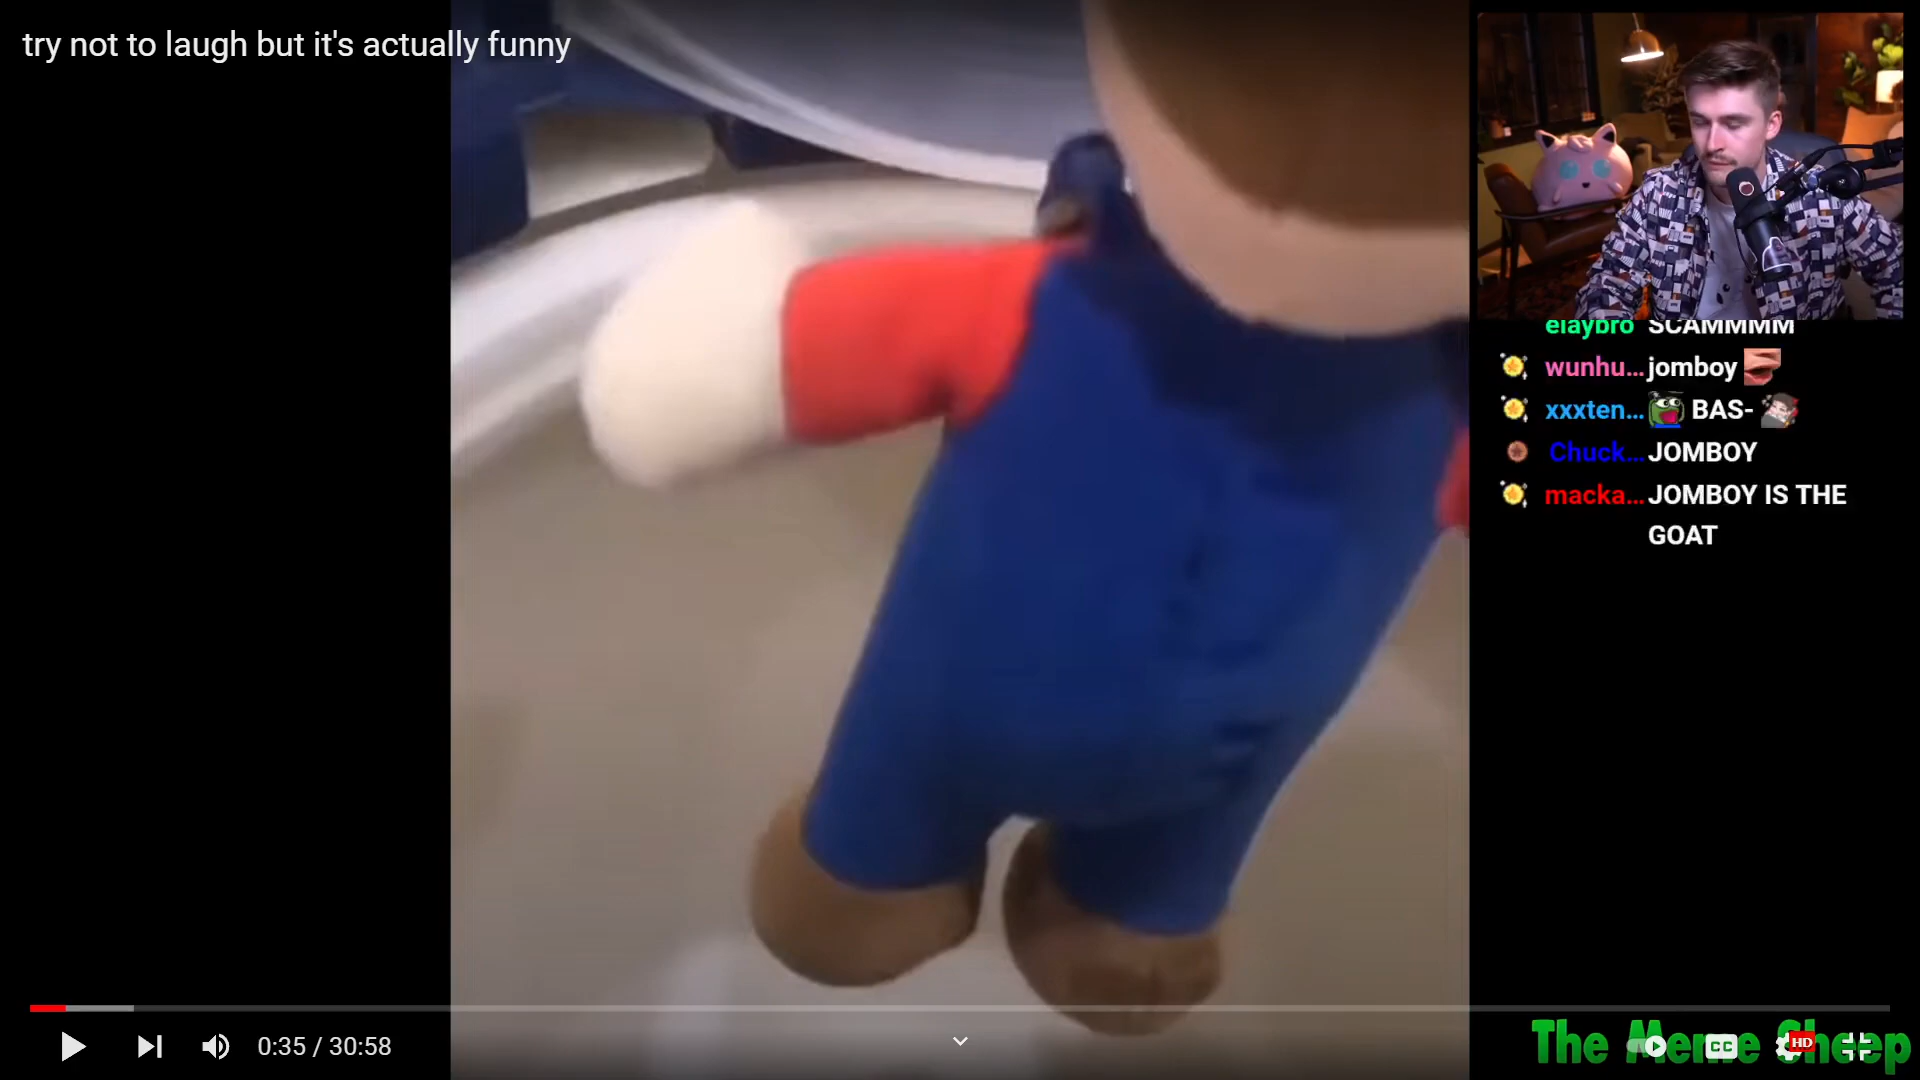 try not to laugh but it's actually funny
elaybro SCAMMMM
wunhu... jomboy
xxxten... BAS-
Chuck... JOMBOY
macka... JOMBOY IS THE
GOAT
0:35 / 30:58
The Meme Sheep
CC
HD